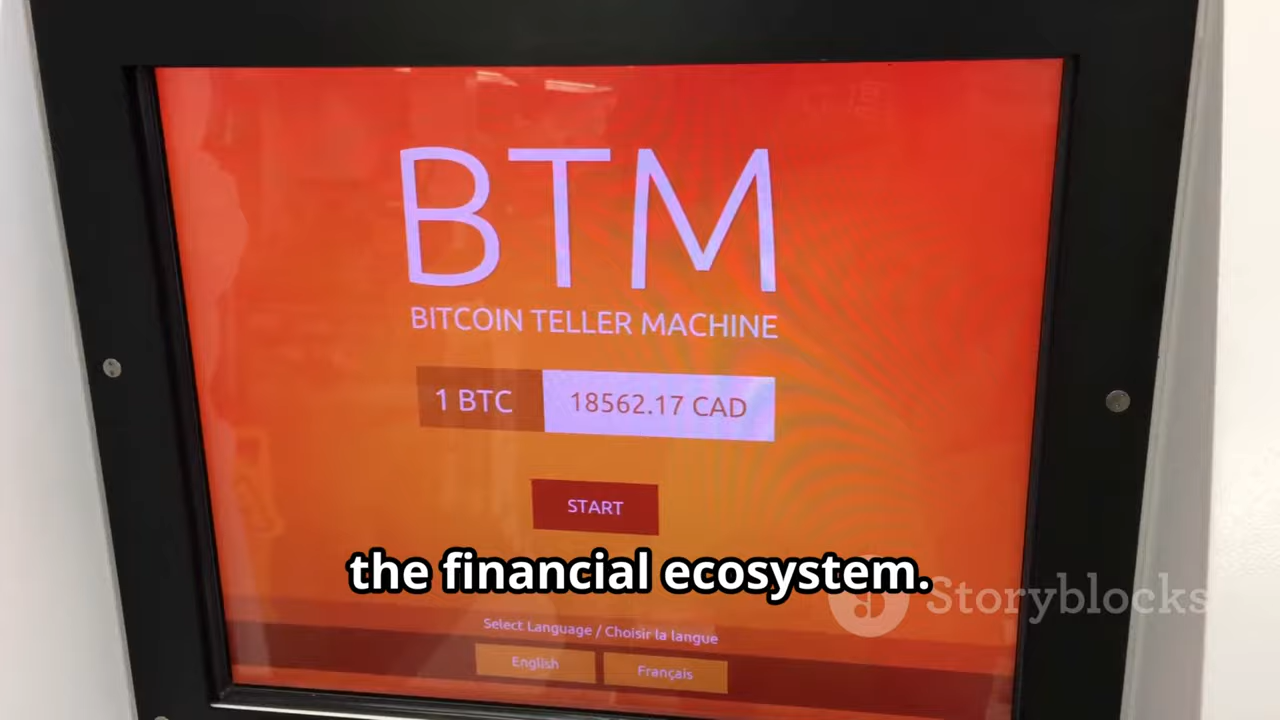 BTM
BITCOIN TELLER MACHINE
1 BTC 18562.17 CAD
START
the financial ecosystem.
Storyblocks
Select Language / Choisir la langue
English Français